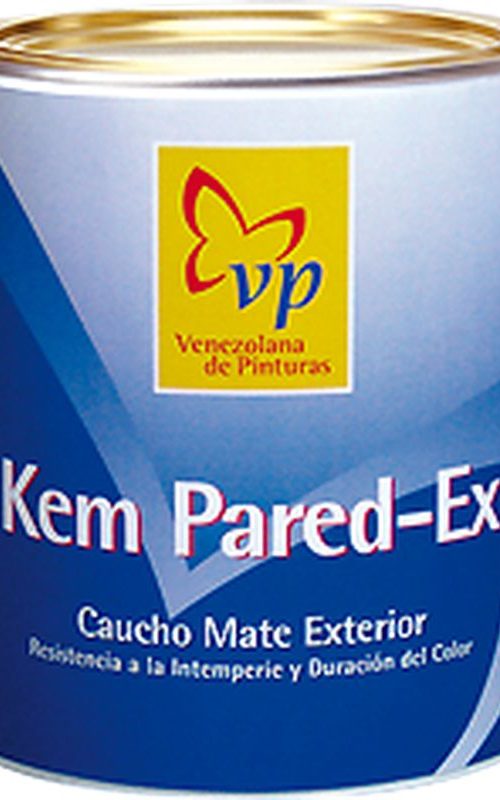 vp
Venezolana
de Pinturas
Kem Pared-Ex
Caucho Mate Exterior
Resistencia a la Intemperie y Duración del Color